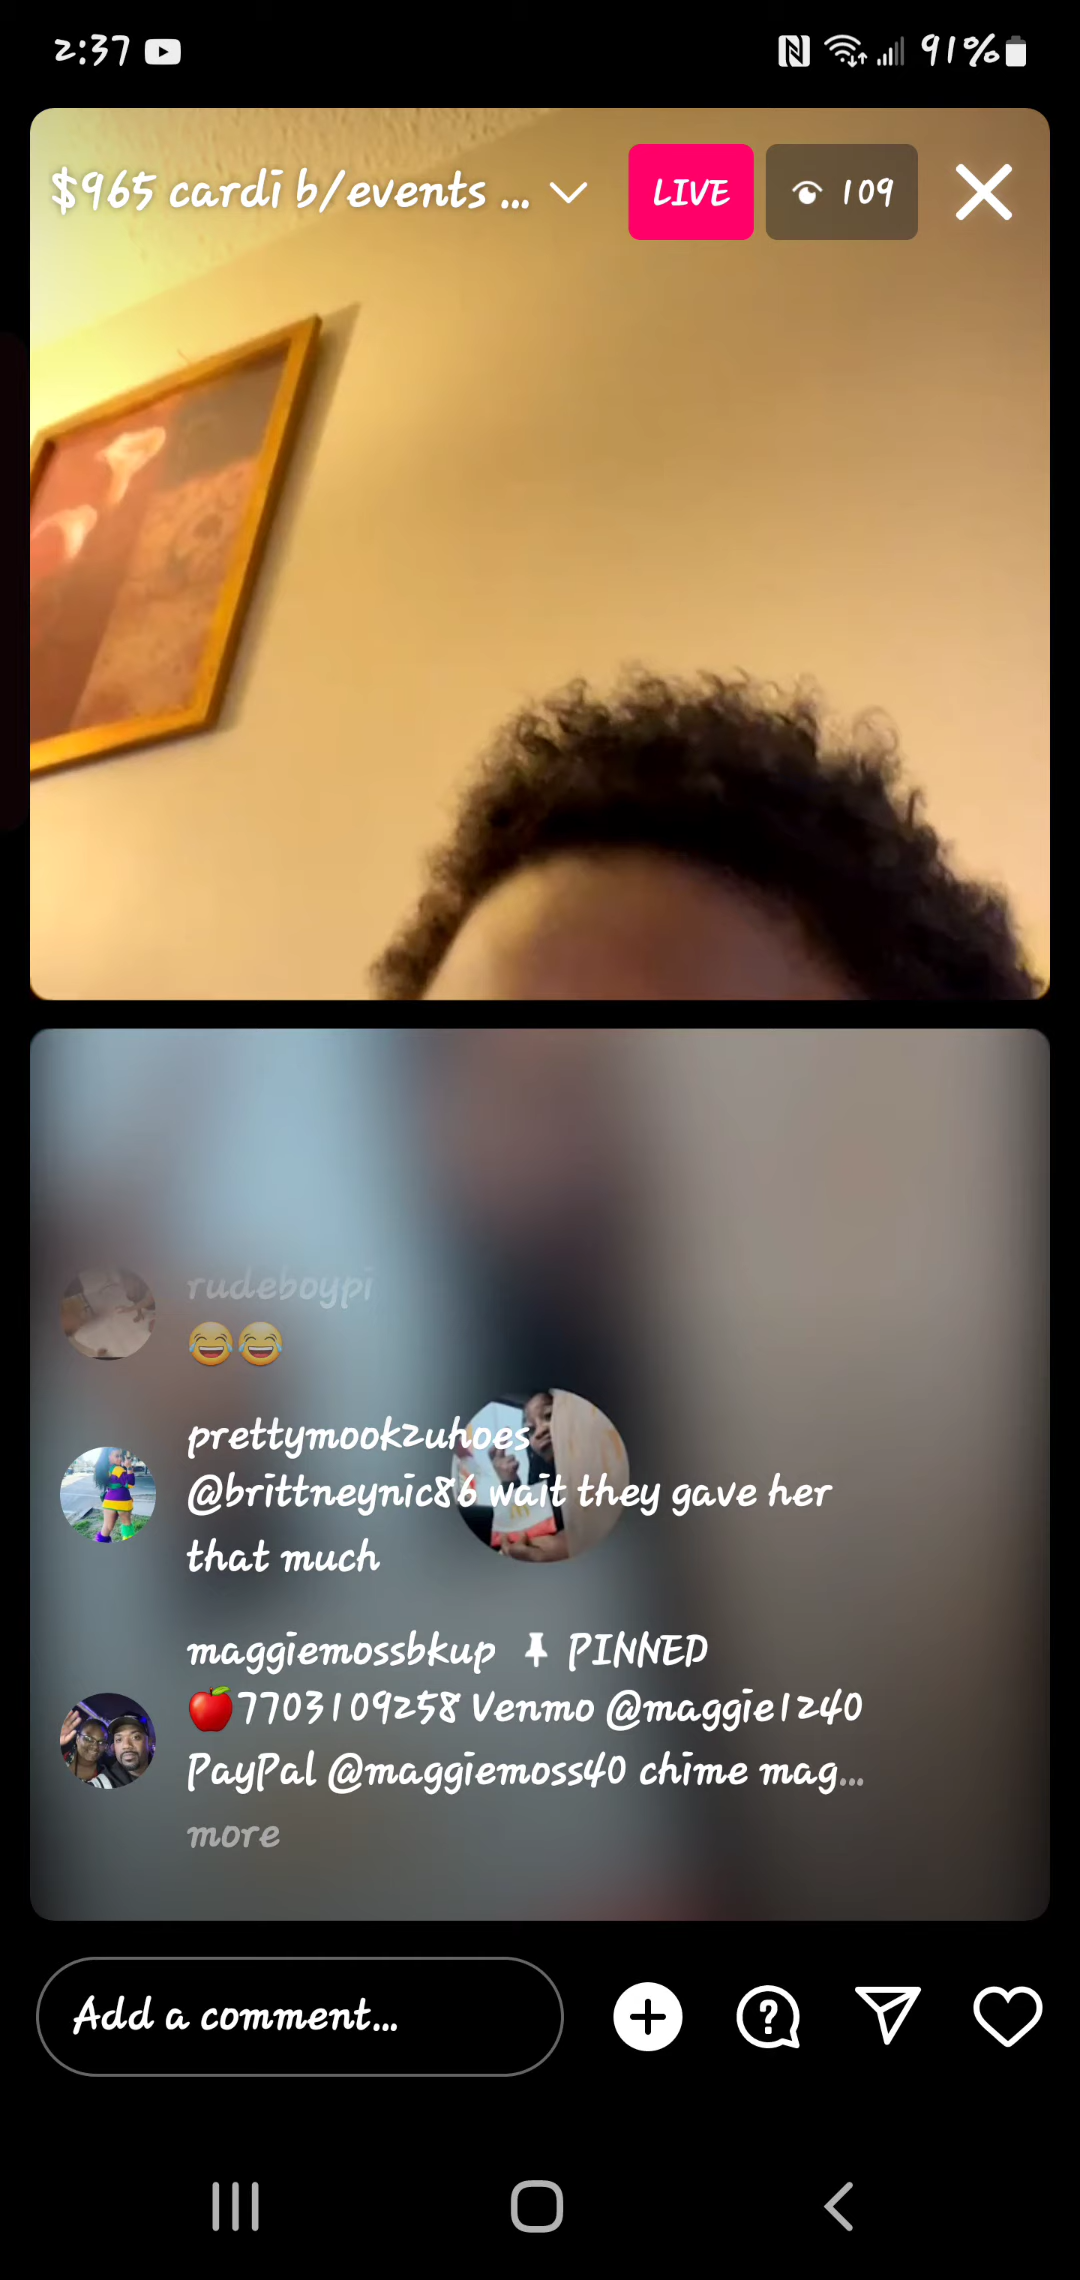 2:37
91%
$965 cardi b/events ...
LIVE
109
rudeboypi
😂😂
prettymook2uhoes
@brittneynic86 wait they gave her
that much
maggiemossbkup PINNED
🍎7703109258 Venmo @maggie1240
PayPal @maggiemoss40 chime mag...
more
Add a comment...